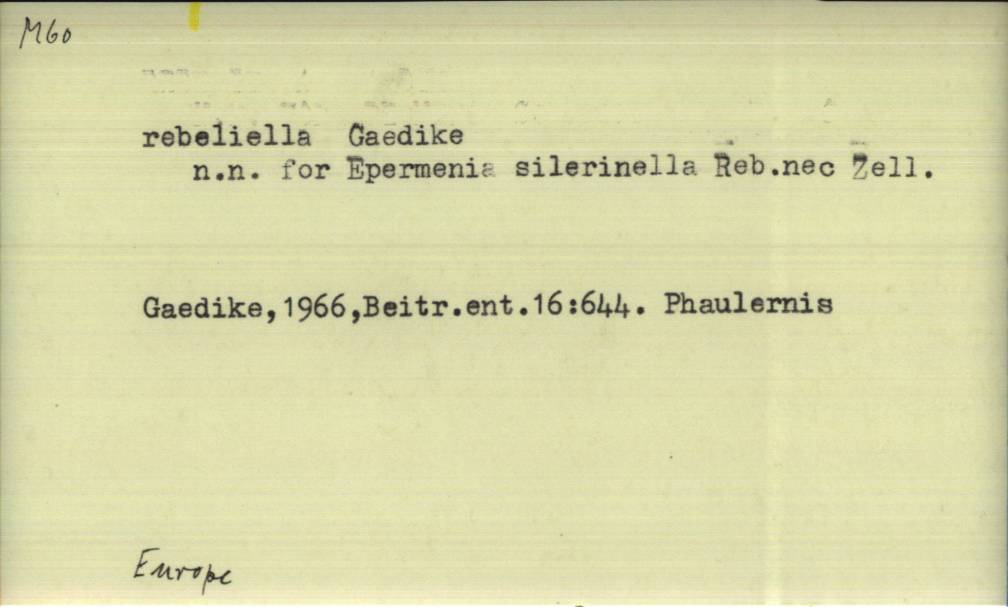 M60
rebeliella Gaedike
n.n. for Epermenia silerinella Reb.nec Zell.
Gaedike,1966,Beitr.ent.16:644. Phaulernis
Europe